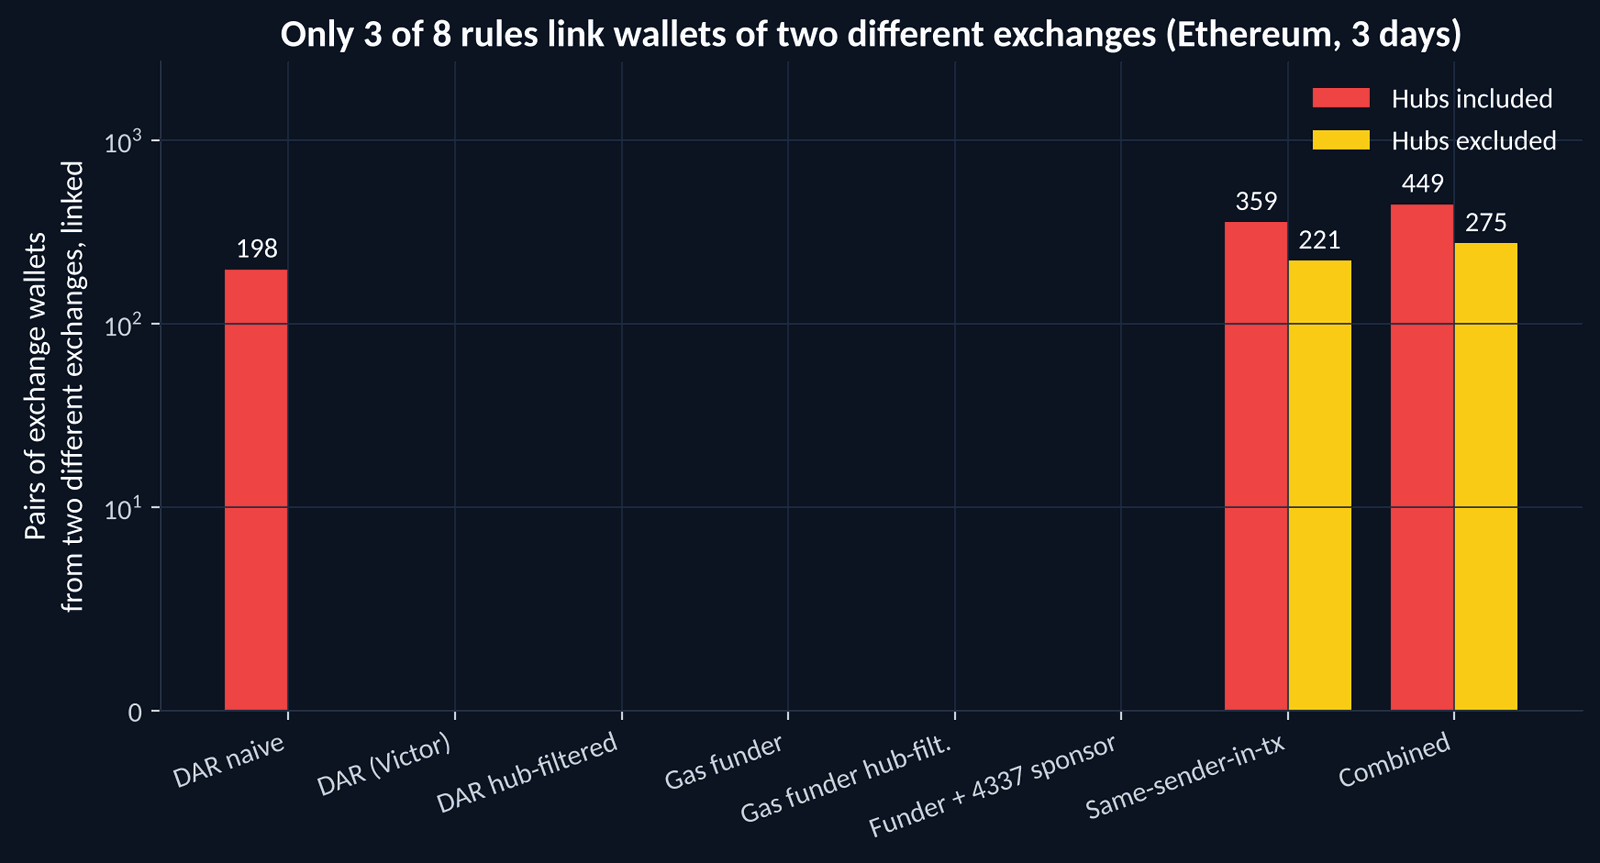 Only 3 of 8 rules link wallets of two different exchanges (Ethereum, 3 days)
Hubs included
Hubs excluded
Pairs of exchange wallets
from two different exchanges, linked
10³
10²
10¹
0
198
359
221
449
275
DAR naive
DAR (Victor)
DAR hub-filtered
Gas funder
Gas funder hub-filt.
Funder + 4337 sponsor
Same-sender-in-tx
Combined